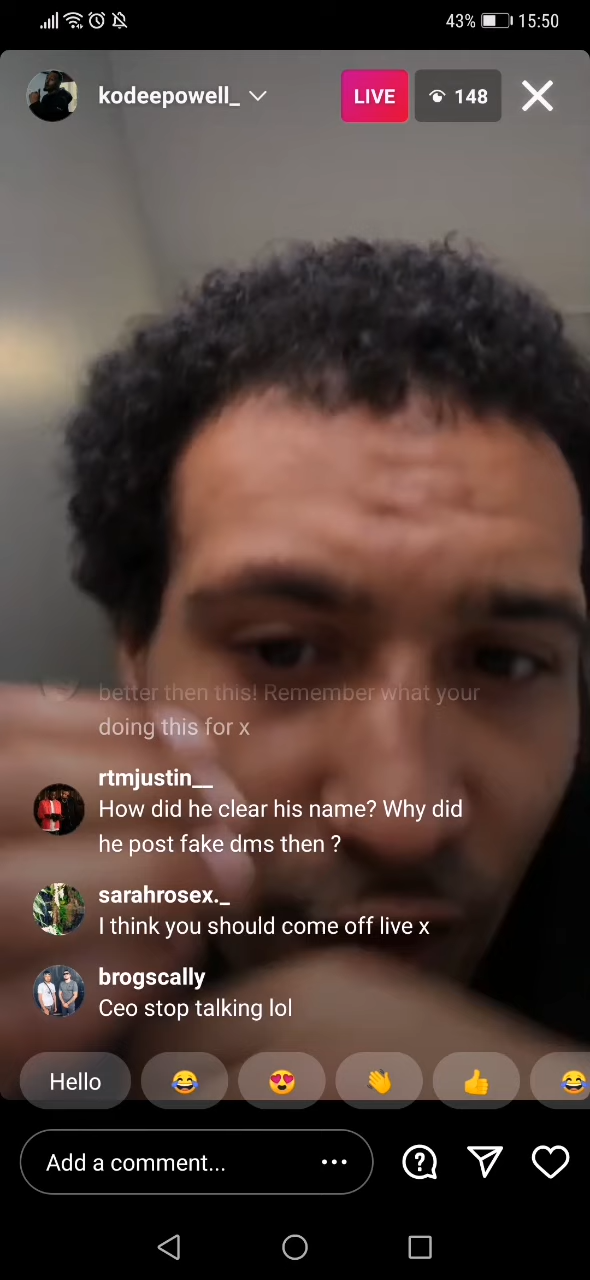 43% 15:50
kodeepowell_ LIVE 148
better then this! Remember what your
doing this for x
rtmjustin__
How did he clear his name? Why did
he post fake dms then ?
sarahrosex._
I think you should come off live x
brogscally
Ceo stop talking lol
Hello
Add a comment...